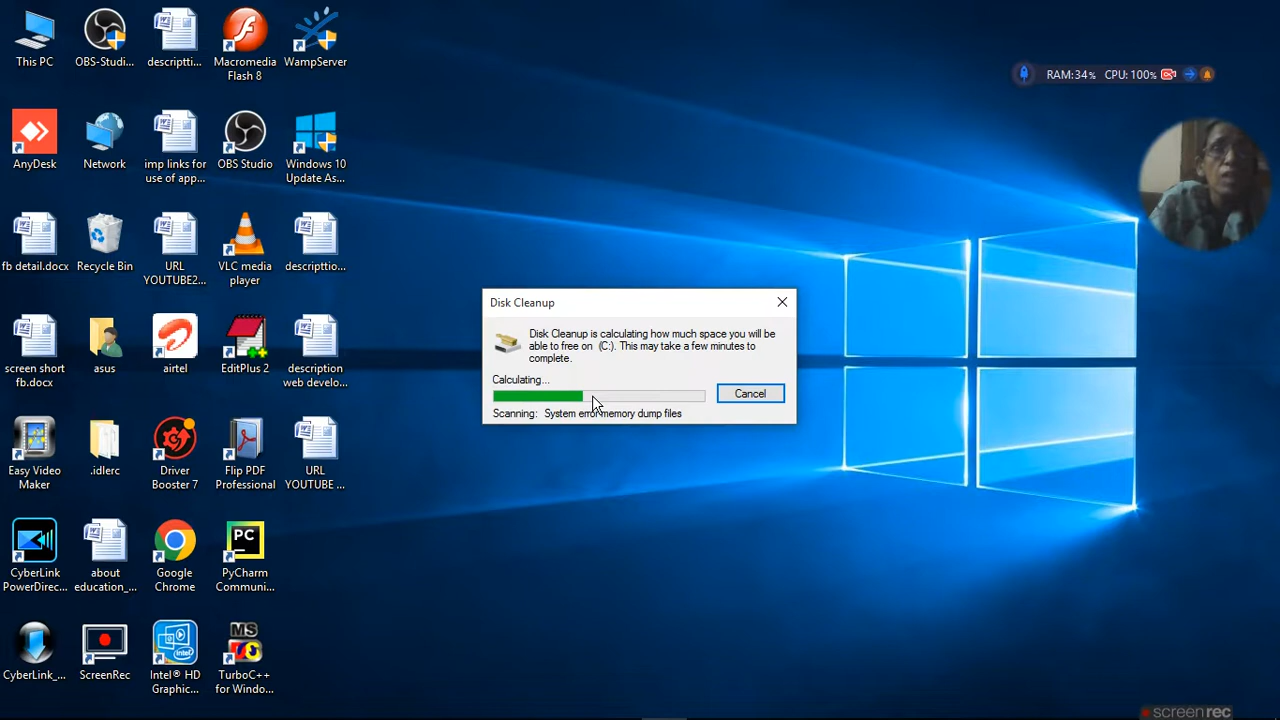 This PC
OBS-Studi...
descriptti...
Macromedia
Flash 8
WampServer
RAM:34% CPU:100%
AnyDesk
Network
imp links for
use of app...
OBS Studio
Windows 10
Update As...
fb detail.docx
Recycle Bin
URL
YOUTUBE2...
VLC media
player
descripttio...
Disk Cleanup
Disk Cleanup is calculating how much space you will be
able to free on (C:). This may take a few minutes to
complete.
Calculating...
Cancel
Scanning: System error memory dump files
screen short
fb.docx
asus
airtel
EditPlus 2
description
web develo...
Easy Video
Maker
.idlerc
Driver
Booster 7
Flip PDF
Professional
URL
YOUTUBE ...
CyberLink
PowerDirec...
about
education_...
Google
Chrome
PC
PyCharm
Communi...
CyberLink_...
ScreenRec
Intel® HD
Graphic...
MS
TurboC++
for Windo...
screenrec